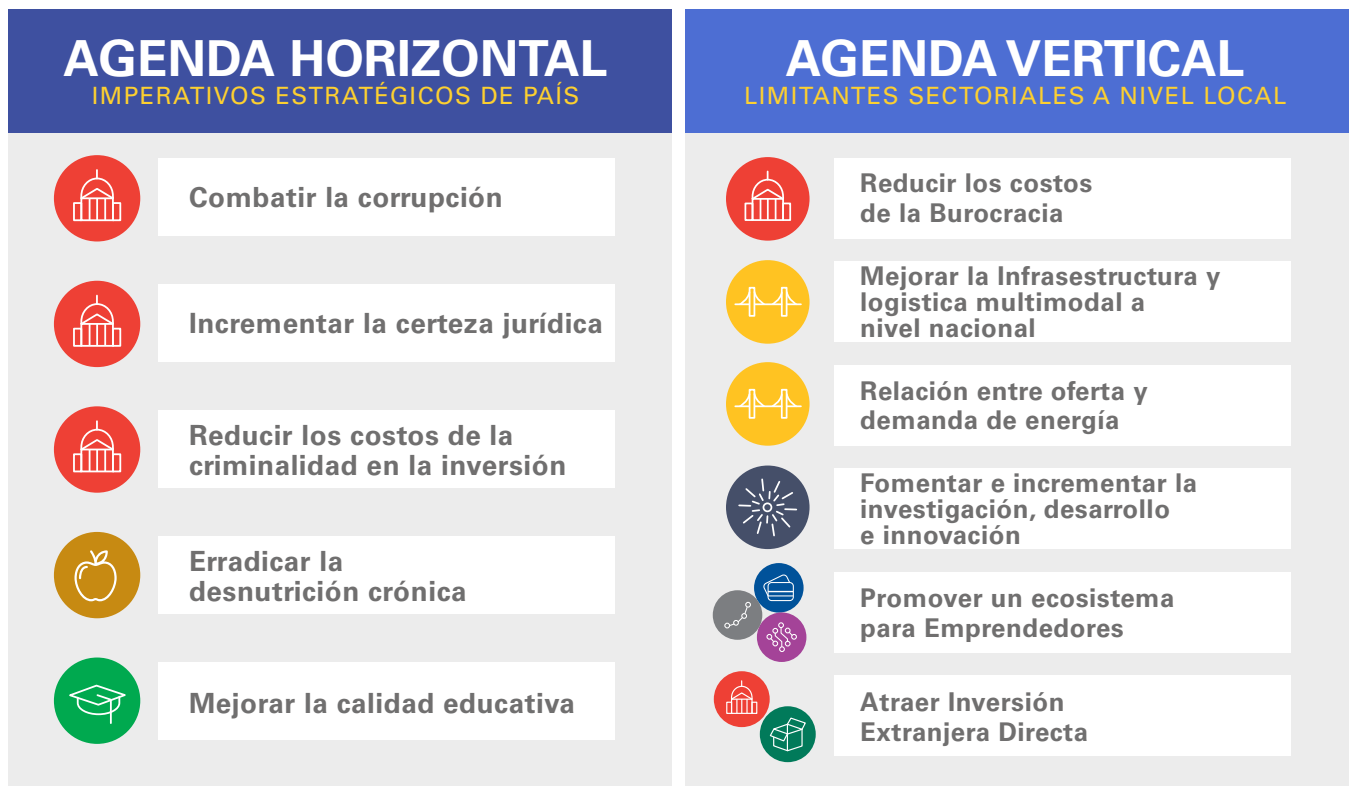 AGENDA HORIZONTAL
IMPERATIVOS ESTRATÉGICOS DE PAÍS
Combatir la corrupción
Incrementar la certeza jurídica
Reducir los costos de la
criminalidad en la inversión
Erradicar la
desnutrición crónica
Mejorar la calidad educativa
AGENDA VERTICAL
LIMITANTES SECTORIALES A NIVEL LOCAL
Reducir los costos
de la Burocracia
Mejorar la Infrasestructura y
logistica multimodal a
nivel nacional
Relación entre oferta y
demanda de energía
Fomentar e incrementar la
investigación, desarrollo
e innovación
Promover un ecosistema
para Emprendedores
Atraer Inversión
Extranjera Directa